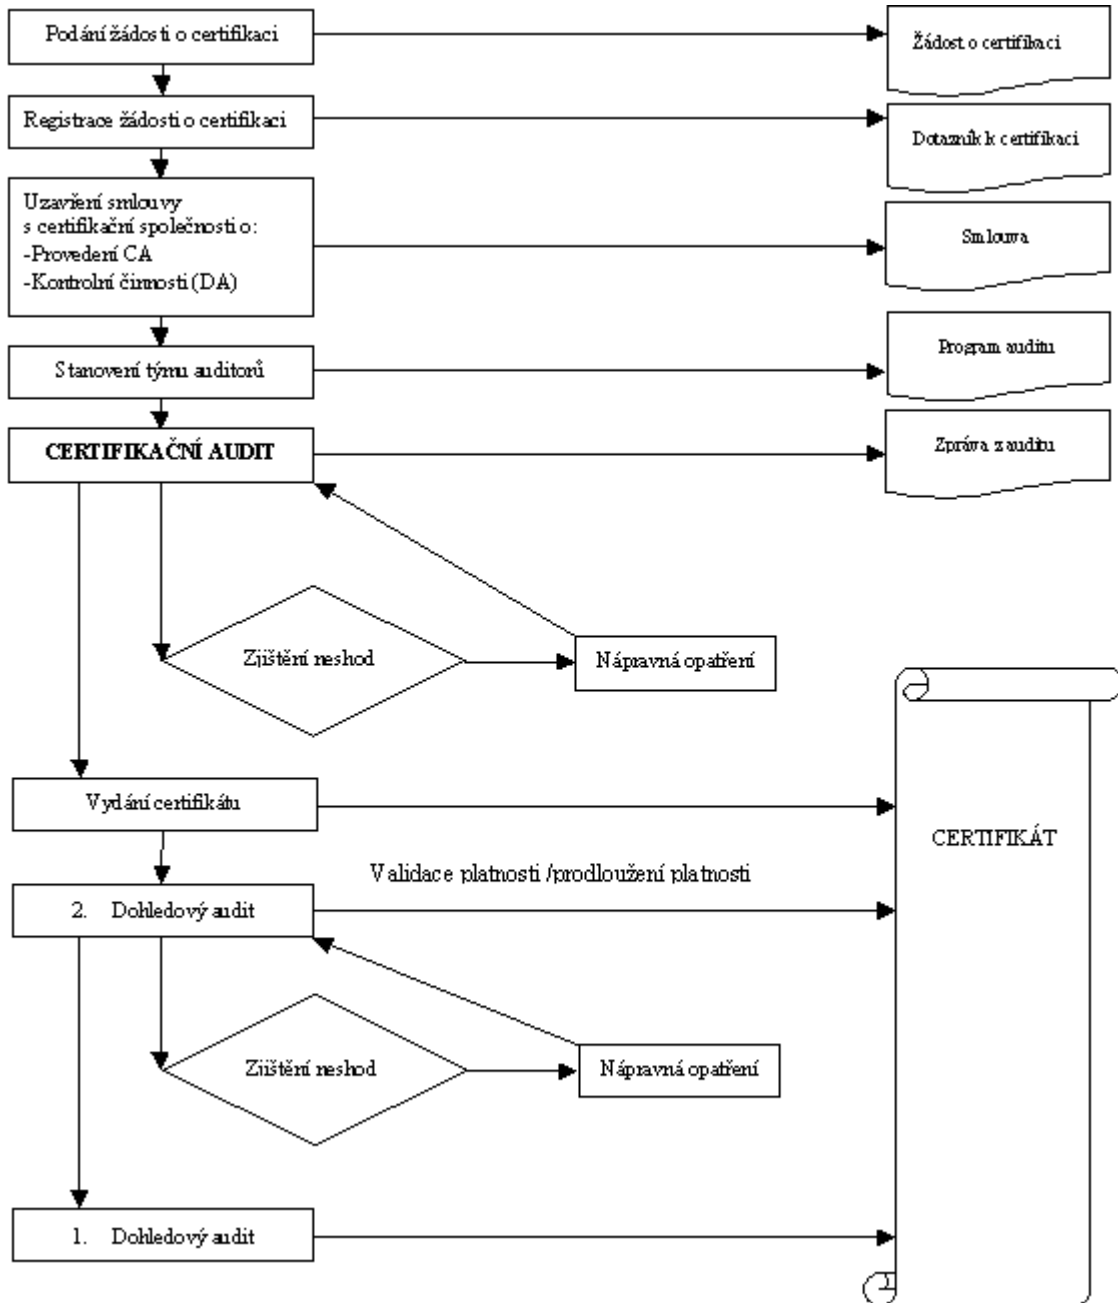 Podání žádosti o certifikaci
Žádost o certifikaci
Registrace žádosti o certifikaci
Dotazník k certifikaci
Uzavření smlouvy
s certifikační společnosti o:
-Provedení CA
-Kontrolní činnosti (DA)
Smlouva
Stanovení týmu auditorů
Program auditu
CERTIFIKAČNÍ AUDIT
Zpráva z auditu
Zjištění neshod
Nápravná opatření
Vydání certifikátu
CERTIFIKÁT
Validace platnosti /prodloužení platnosti
2. Dohledový audit
Zjištění neshod
Nápravná opatření
1. Dohledový audit